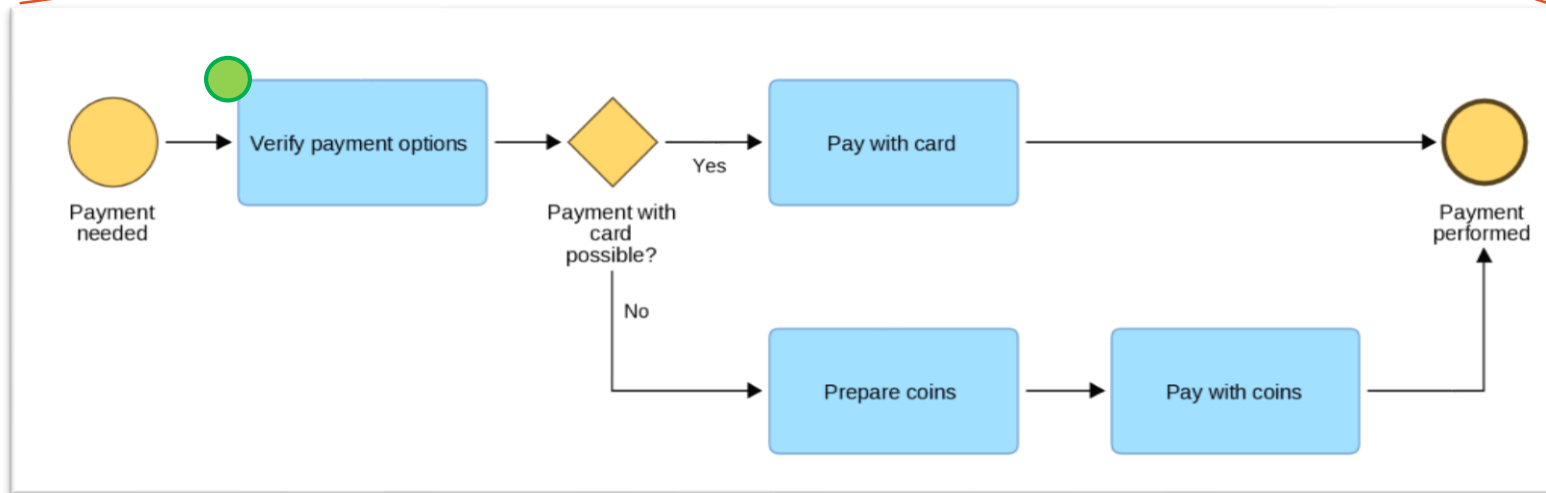 Verify payment options
Pay with card
Yes
Payment
needed
Payment with
card
possible?
Payment
performed
No
Prepare coins
Pay with coins